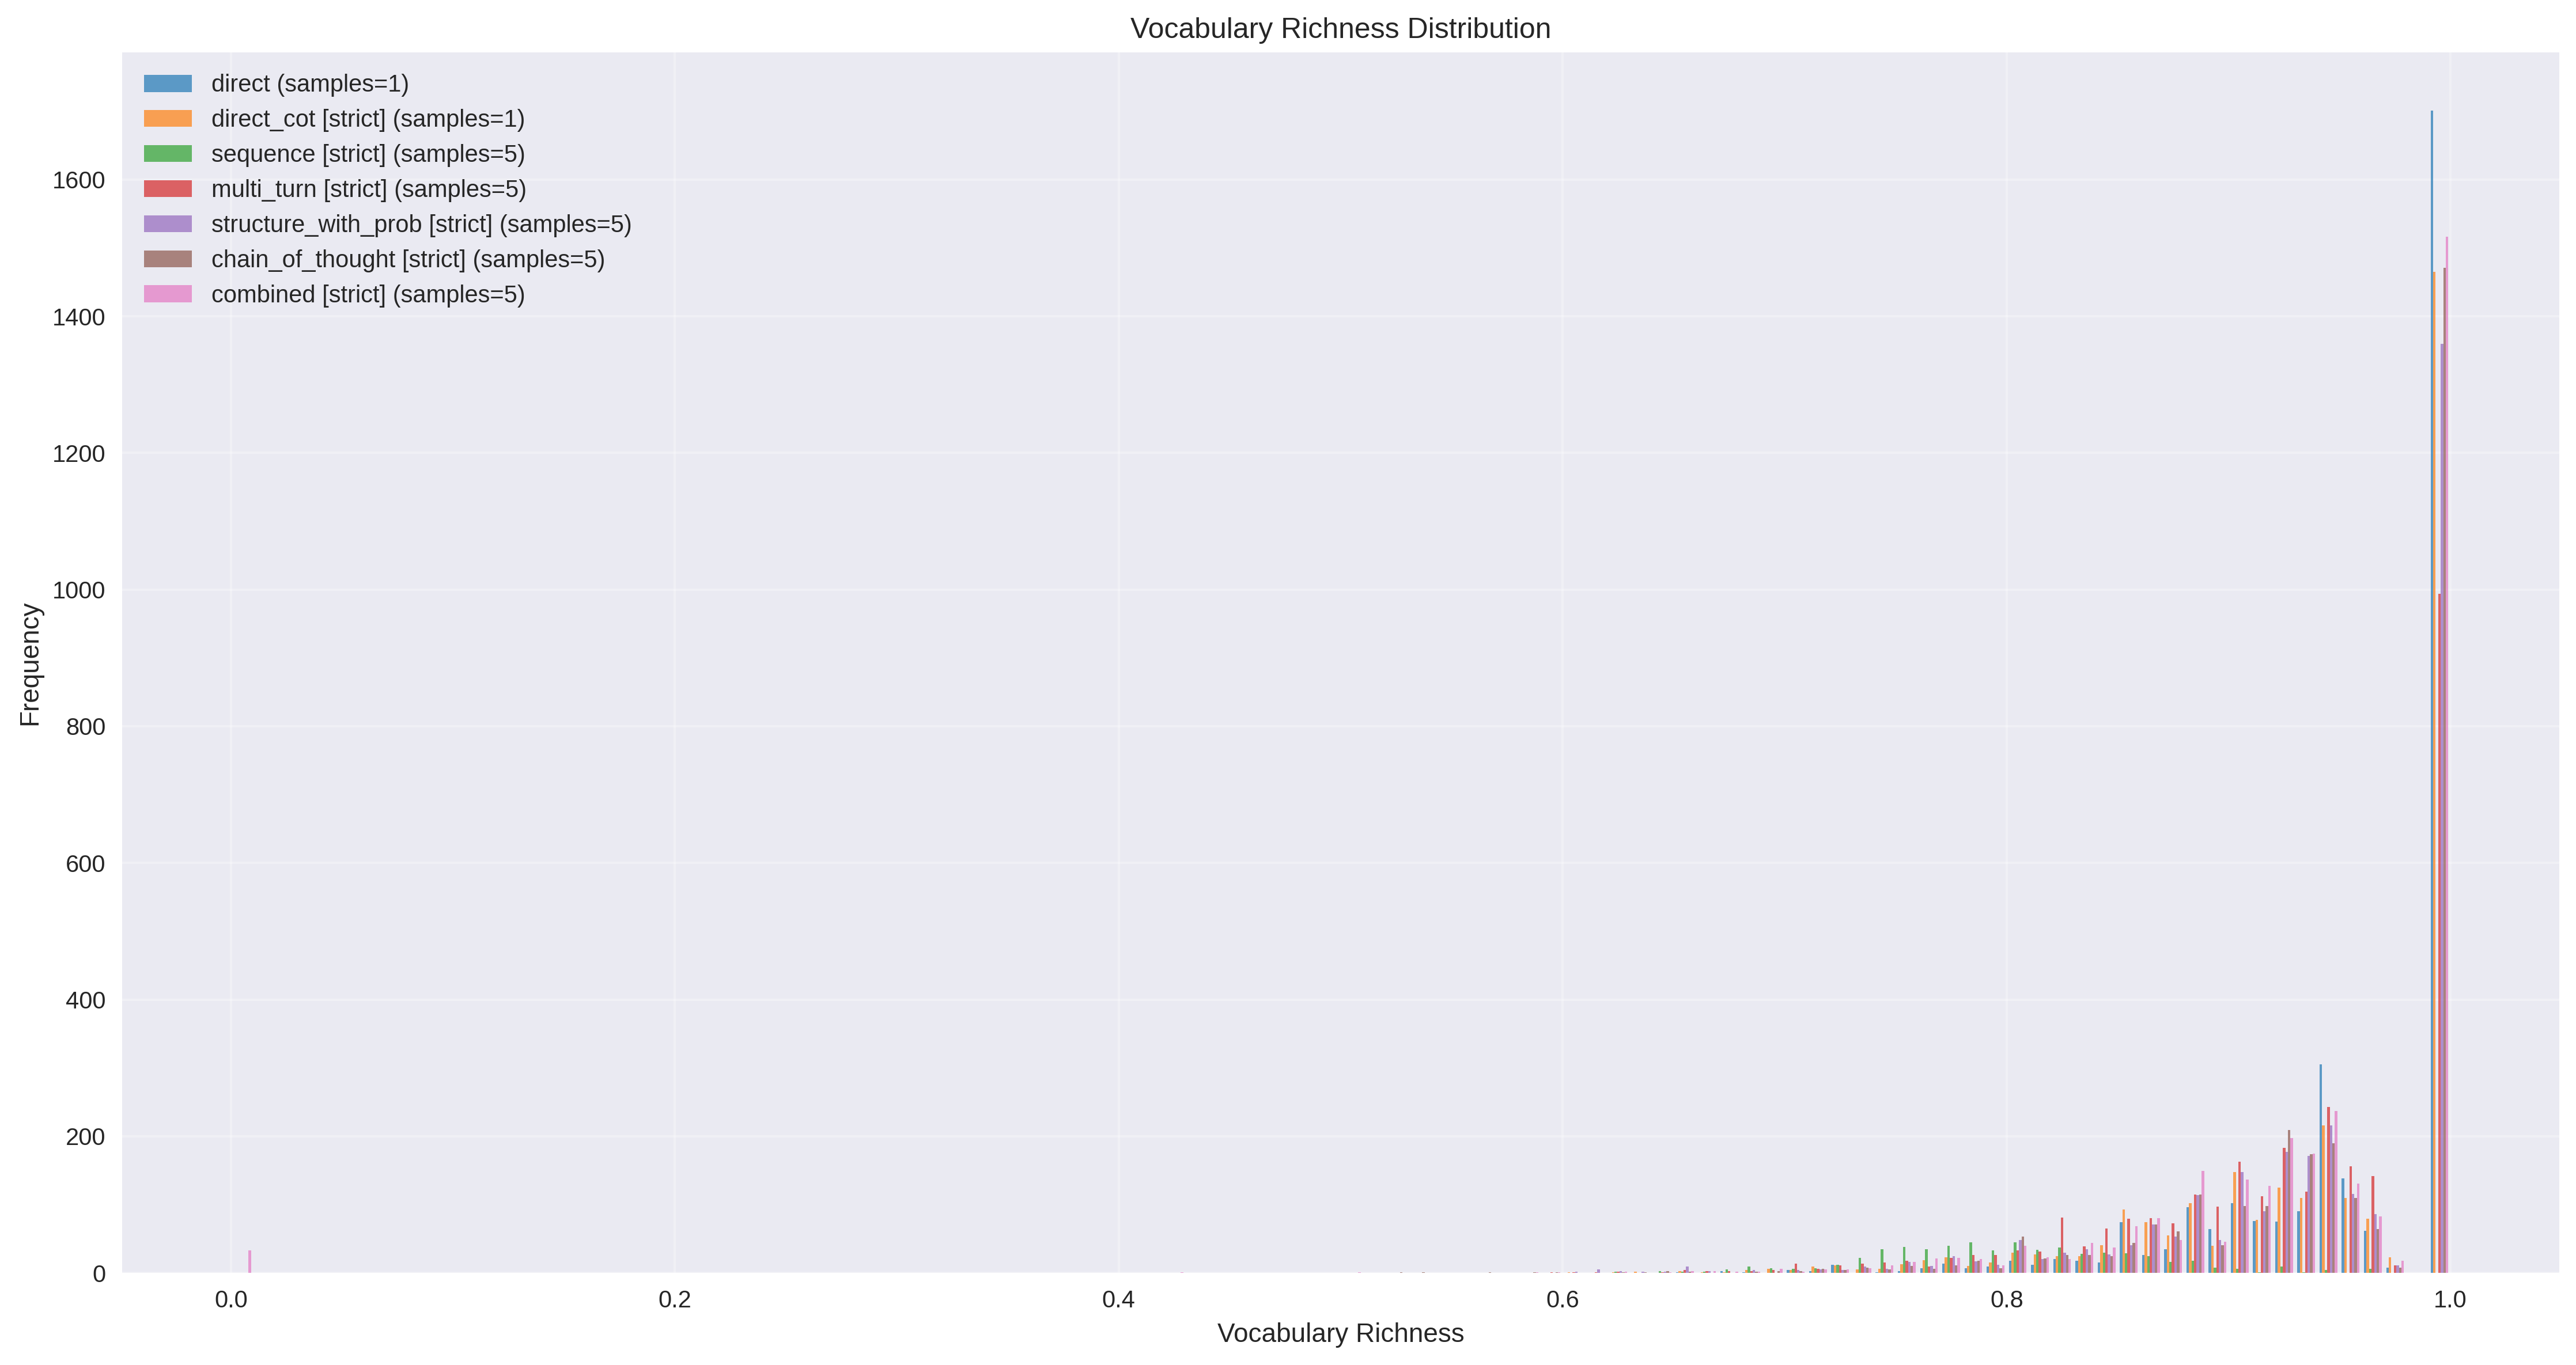 Vocabulary Richness Distribution
direct (samples=1)
direct_cot [strict] (samples=1)
sequence [strict] (samples=5)
multi_turn [strict] (samples=5)
structure_with_prob [strict] (samples=5)
chain_of_thought [strict] (samples=5)
combined [strict] (samples=5)
Frequency
1600
1400
1200
1000
800
600
400
200
0
0.0 0.2 0.4 0.6 0.8 1.0
Vocabulary Richness